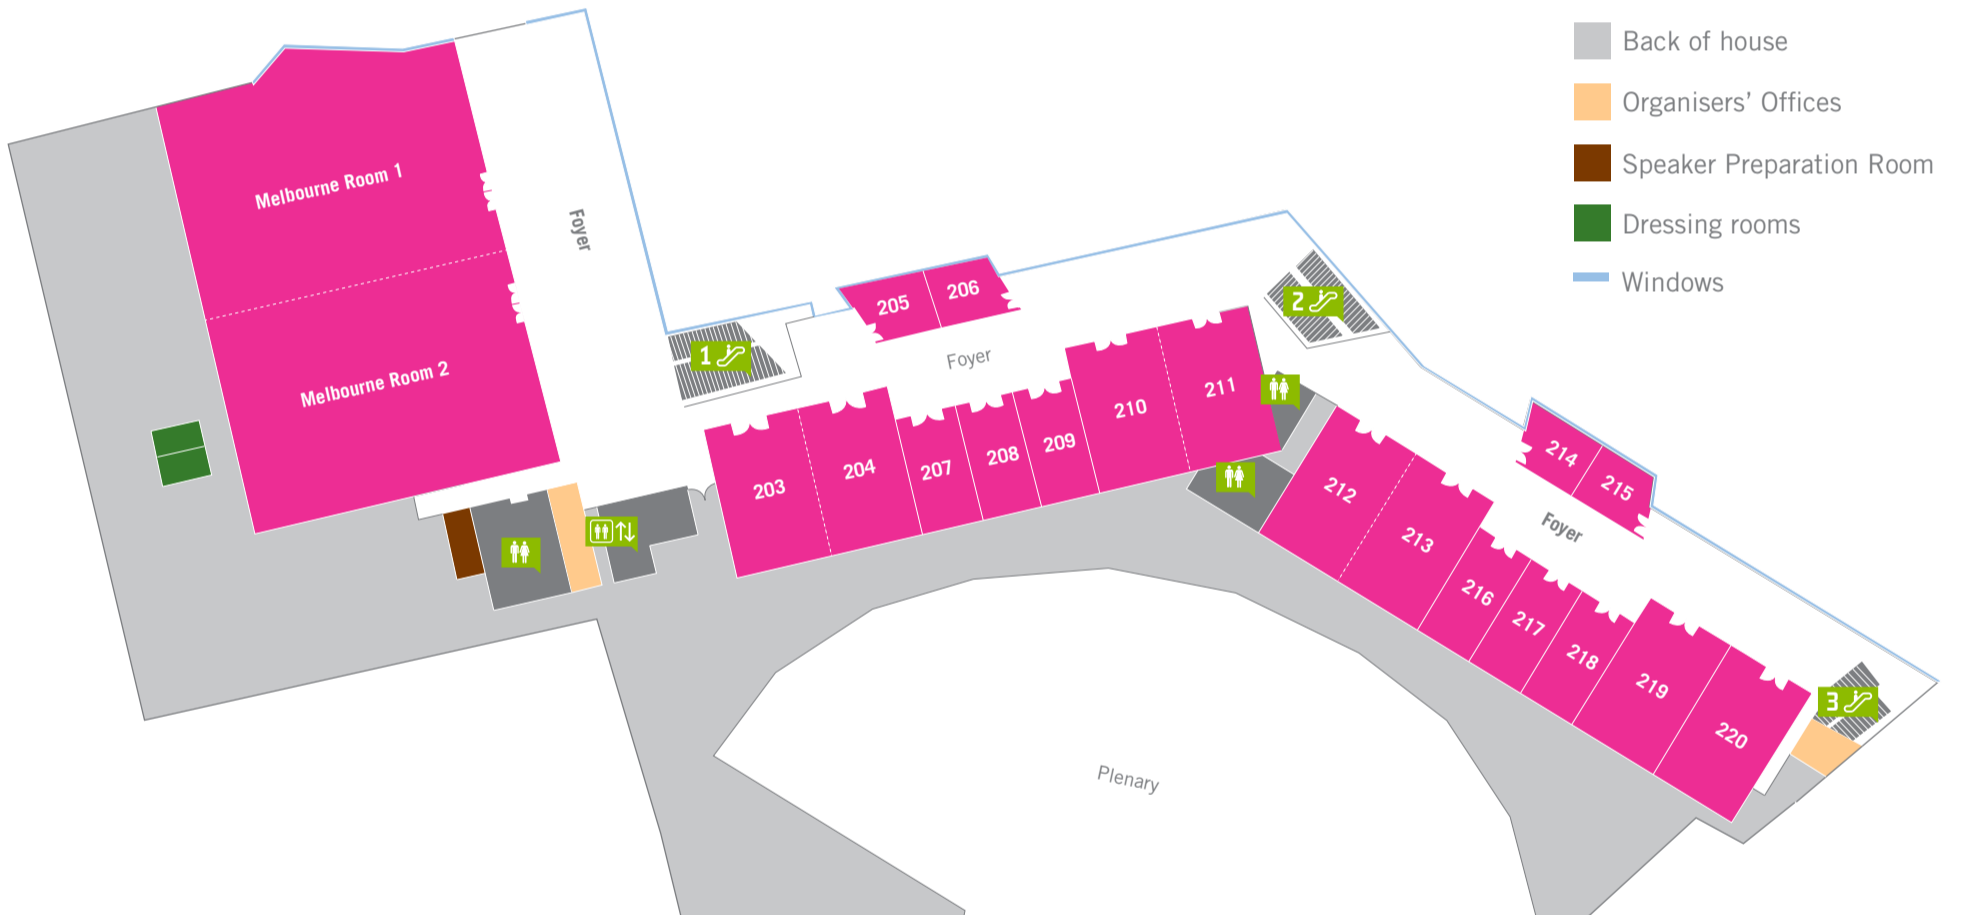 Back of house
Organisers' Offices
Speaker Preparation Room
Dressing rooms
Windows
Melbourne Room 1
Melbourne Room 2
Foyer
1
205
206
Foyer
2
203
204
207
208
209
210
211
212
213
214
215
Foyer
216
217
218
219
220
3
Plenary